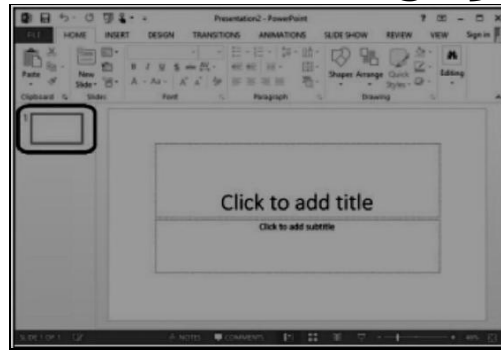 Presentation2 - PowerPoint
FILE HOME INSERT DESIGN TRANSITIONS ANIMATIONS SLIDE SHOW REVIEW VIEW Sign in
Paste New Slide Shapes Arrange Quick Styles Editing
Clipboard Slides Font Paragraph Drawing
1
Click to add title
Click to add subtitle
SLIDE 1 OF 1 NOTES COMMENTS